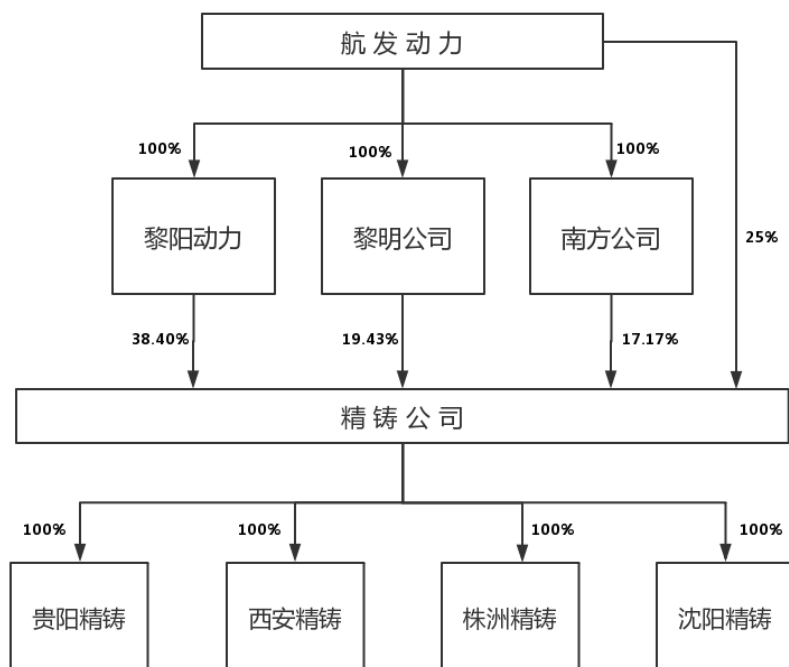 航发动力
100%
100%
100%
黎阳动力
黎明公司
南方公司
25%
38.40%
19.43%
17.17%
精铸公司
100%
100%
100%
100%
贵阳精铸
西安精铸
株洲精铸
沈阳精铸